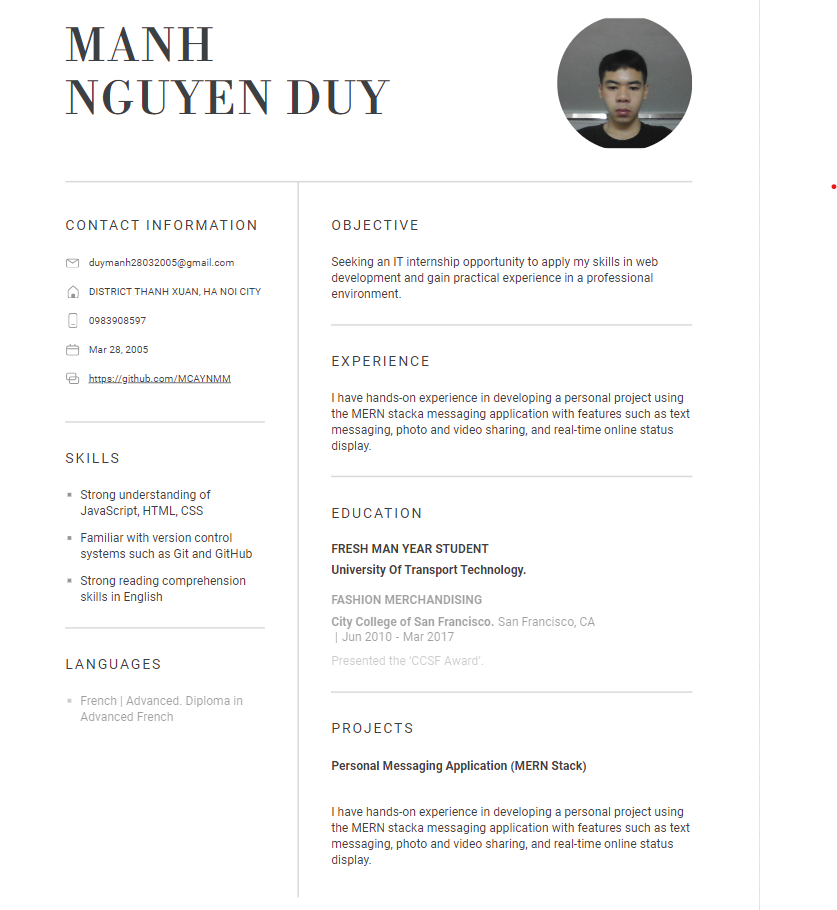 MANH
NGUYEN DUY
CONTACT INFORMATION
duymanh28032005@gmail.com
DISTRICT THANH XUAN, HA NOI CITY
0983908597
Mar 28, 2005
https://github.com/MCAYNMM
SKILLS
Strong understanding of
JavaScript, HTML, CSS
Familiar with version control
systems such as Git and GitHub
Strong reading comprehension
skills in English
LANGUAGES
French | Advanced. Diploma in
Advanced French
OBJECTIVE
Seeking an IT internship opportunity to apply my skills in web
development and gain practical experience in a professional
environment.
EXPERIENCE
I have hands-on experience in developing a personal project using
the MERN stacka messaging application with features such as text
messaging, photo and video sharing, and real-time online status
display.
EDUCATION
FRESH MAN YEAR STUDENT
University Of Transport Technology.
FASHION MERCHANDISING
City College of San Francisco. San Francisco, CA
| Jun 2010 - Mar 2017
Presented the 'CCSF Award'.
PROJECTS
Personal Messaging Application (MERN Stack)
I have hands-on experience in developing a personal project using
the MERN stacka messaging application with features such as text
messaging, photo and video sharing, and real-time online status
display.